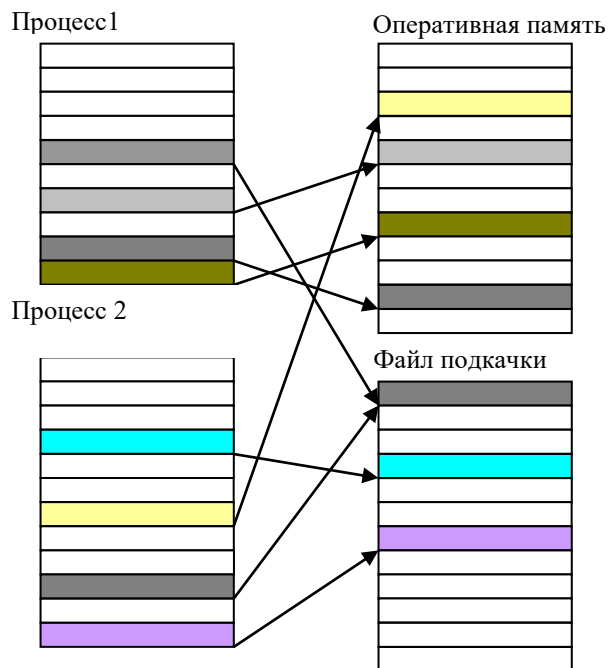 Процесс1
Оперативная память
Процесс 2
Файл подкачки